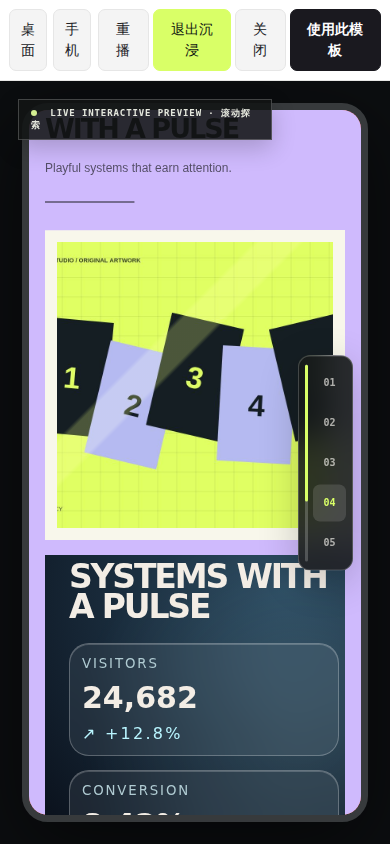 桌面
手机
重播
退出沉浸
关闭
使用此模板
LIVE INTERACTIVE PREVIEW · 滚动探索
WITH A PULSE
Playful systems that earn attention.
TUDIO / ORIGINAL ARTWORK
1
2
3
4
01
02
03
04
05
SYSTEMS WITH
A PULSE
VISITORS
24,682
↗ +12.8%
CONVERSION